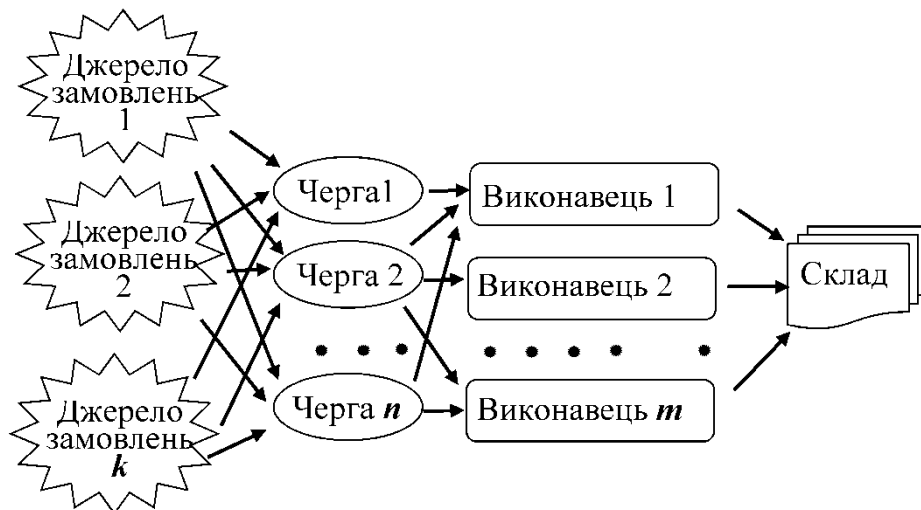 Джерело
замовлень
1
Джерело
замовлень
2
Джерело
замовлень
k
Черга1
Черга 2
Черга n
Виконавець 1
Виконавець 2
Виконавець m
Склад